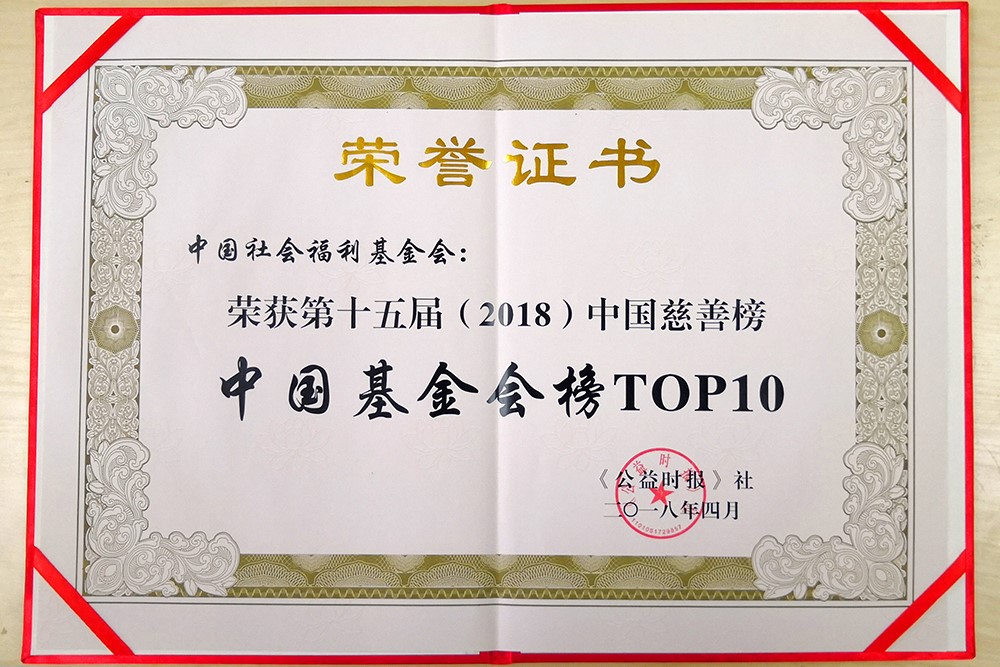 荣誉证书
中国社会福利基金会：
荣获第十五届（2018）中国慈善榜
中国基金会榜TOP10
《公益时报》社
二〇一八年四月